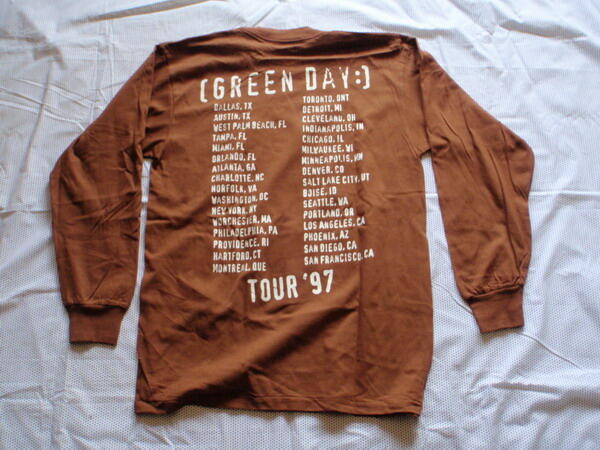 (GREEN DAY:)
DALLAS, TX
AUSTIN, TX
WEST PALM BEACH, FL
TAMPA, FL
MIAMI, FL
ORLANDO, FL
ATLANTA, GA
CHARLOTTE, NC
NORFOLK, VA
WASHINGTON, DC
NEW YORK, NY
WORCHESTER, MA
PHILADELPHIA, PA
PROVIDENCE, RI
HARTFORD, CT
MONTREAL, QUE
TORONTO, ONT
DETROIT, MI
CLEVELAND, OH
INDIANAPOLIS, IN
CHICAGO, IL
MILWAUKEE, WI
MINNEAPOLIS, MN
DENVER, CO
SALT LAKE CITY, UT
BOISE, ID
SEATTLE, WA
PORTLAND, OR
LOS ANGELES, CA
PHOENIX, AZ
SAN DIEGO, CA
SAN FRANCISCO, CA
TOUR '97